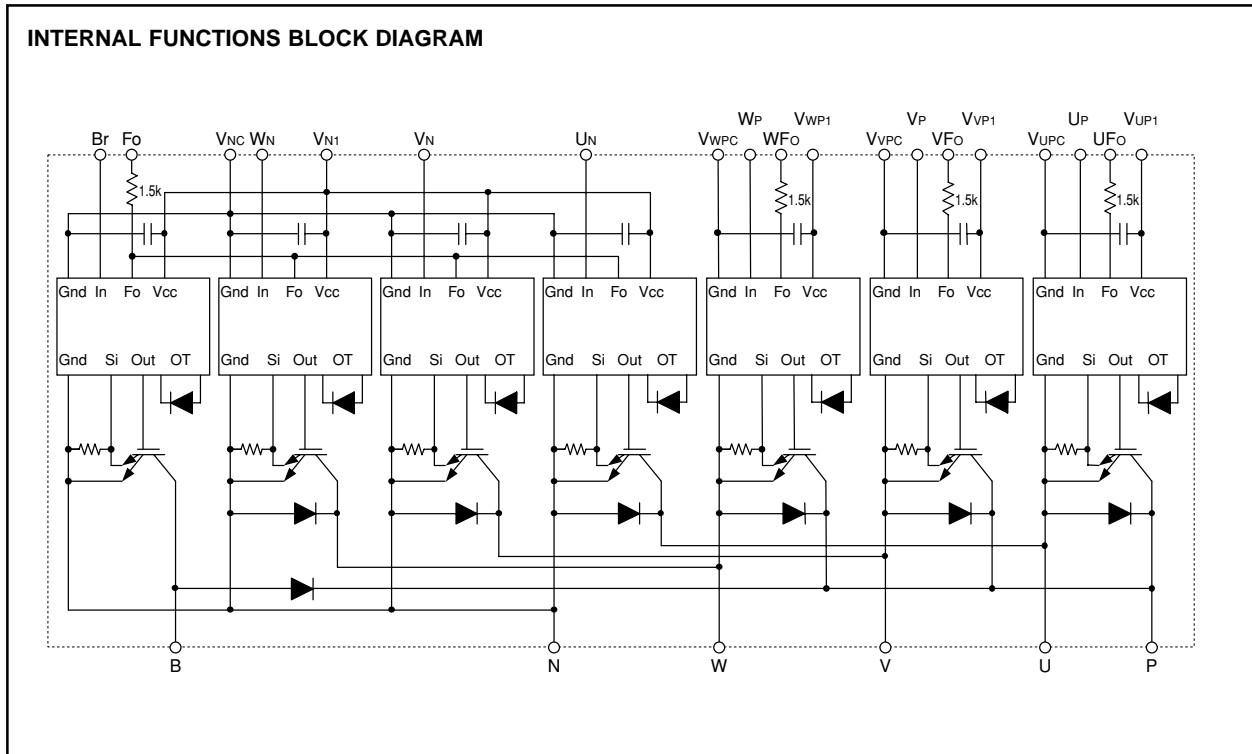 INTERNAL FUNCTIONS BLOCK DIAGRAM
WP VWP1 VP VVP1 UP VUP1
Br Fo VNC WN VN1 VN UN VWPC WFO VVPC VFO VUPC UFO
1.5k 1.5k 1.5k 1.5k
Gnd In Fo Vcc Gnd In Fo Vcc Gnd In Fo Vcc Gnd In Fo Vcc Gnd In Fo Vcc Gnd In Fo Vcc Gnd In Fo Vcc
Gnd Si Out OT Gnd Si Out OT Gnd Si Out OT Gnd Si Out OT Gnd Si Out OT Gnd Si Out OT Gnd Si Out OT
B N W V U P